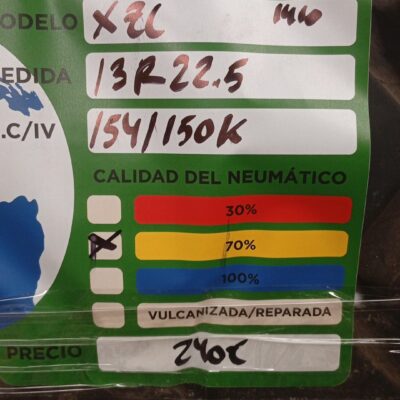 ODELO XZL 1410
EDIDA 13R22.5
.C/IV 154/150K
CALIDAD DEL NEUMÁTICO
30%
X 70%
100%
VULCANIZADA/REPARADA
PRECIO 240€